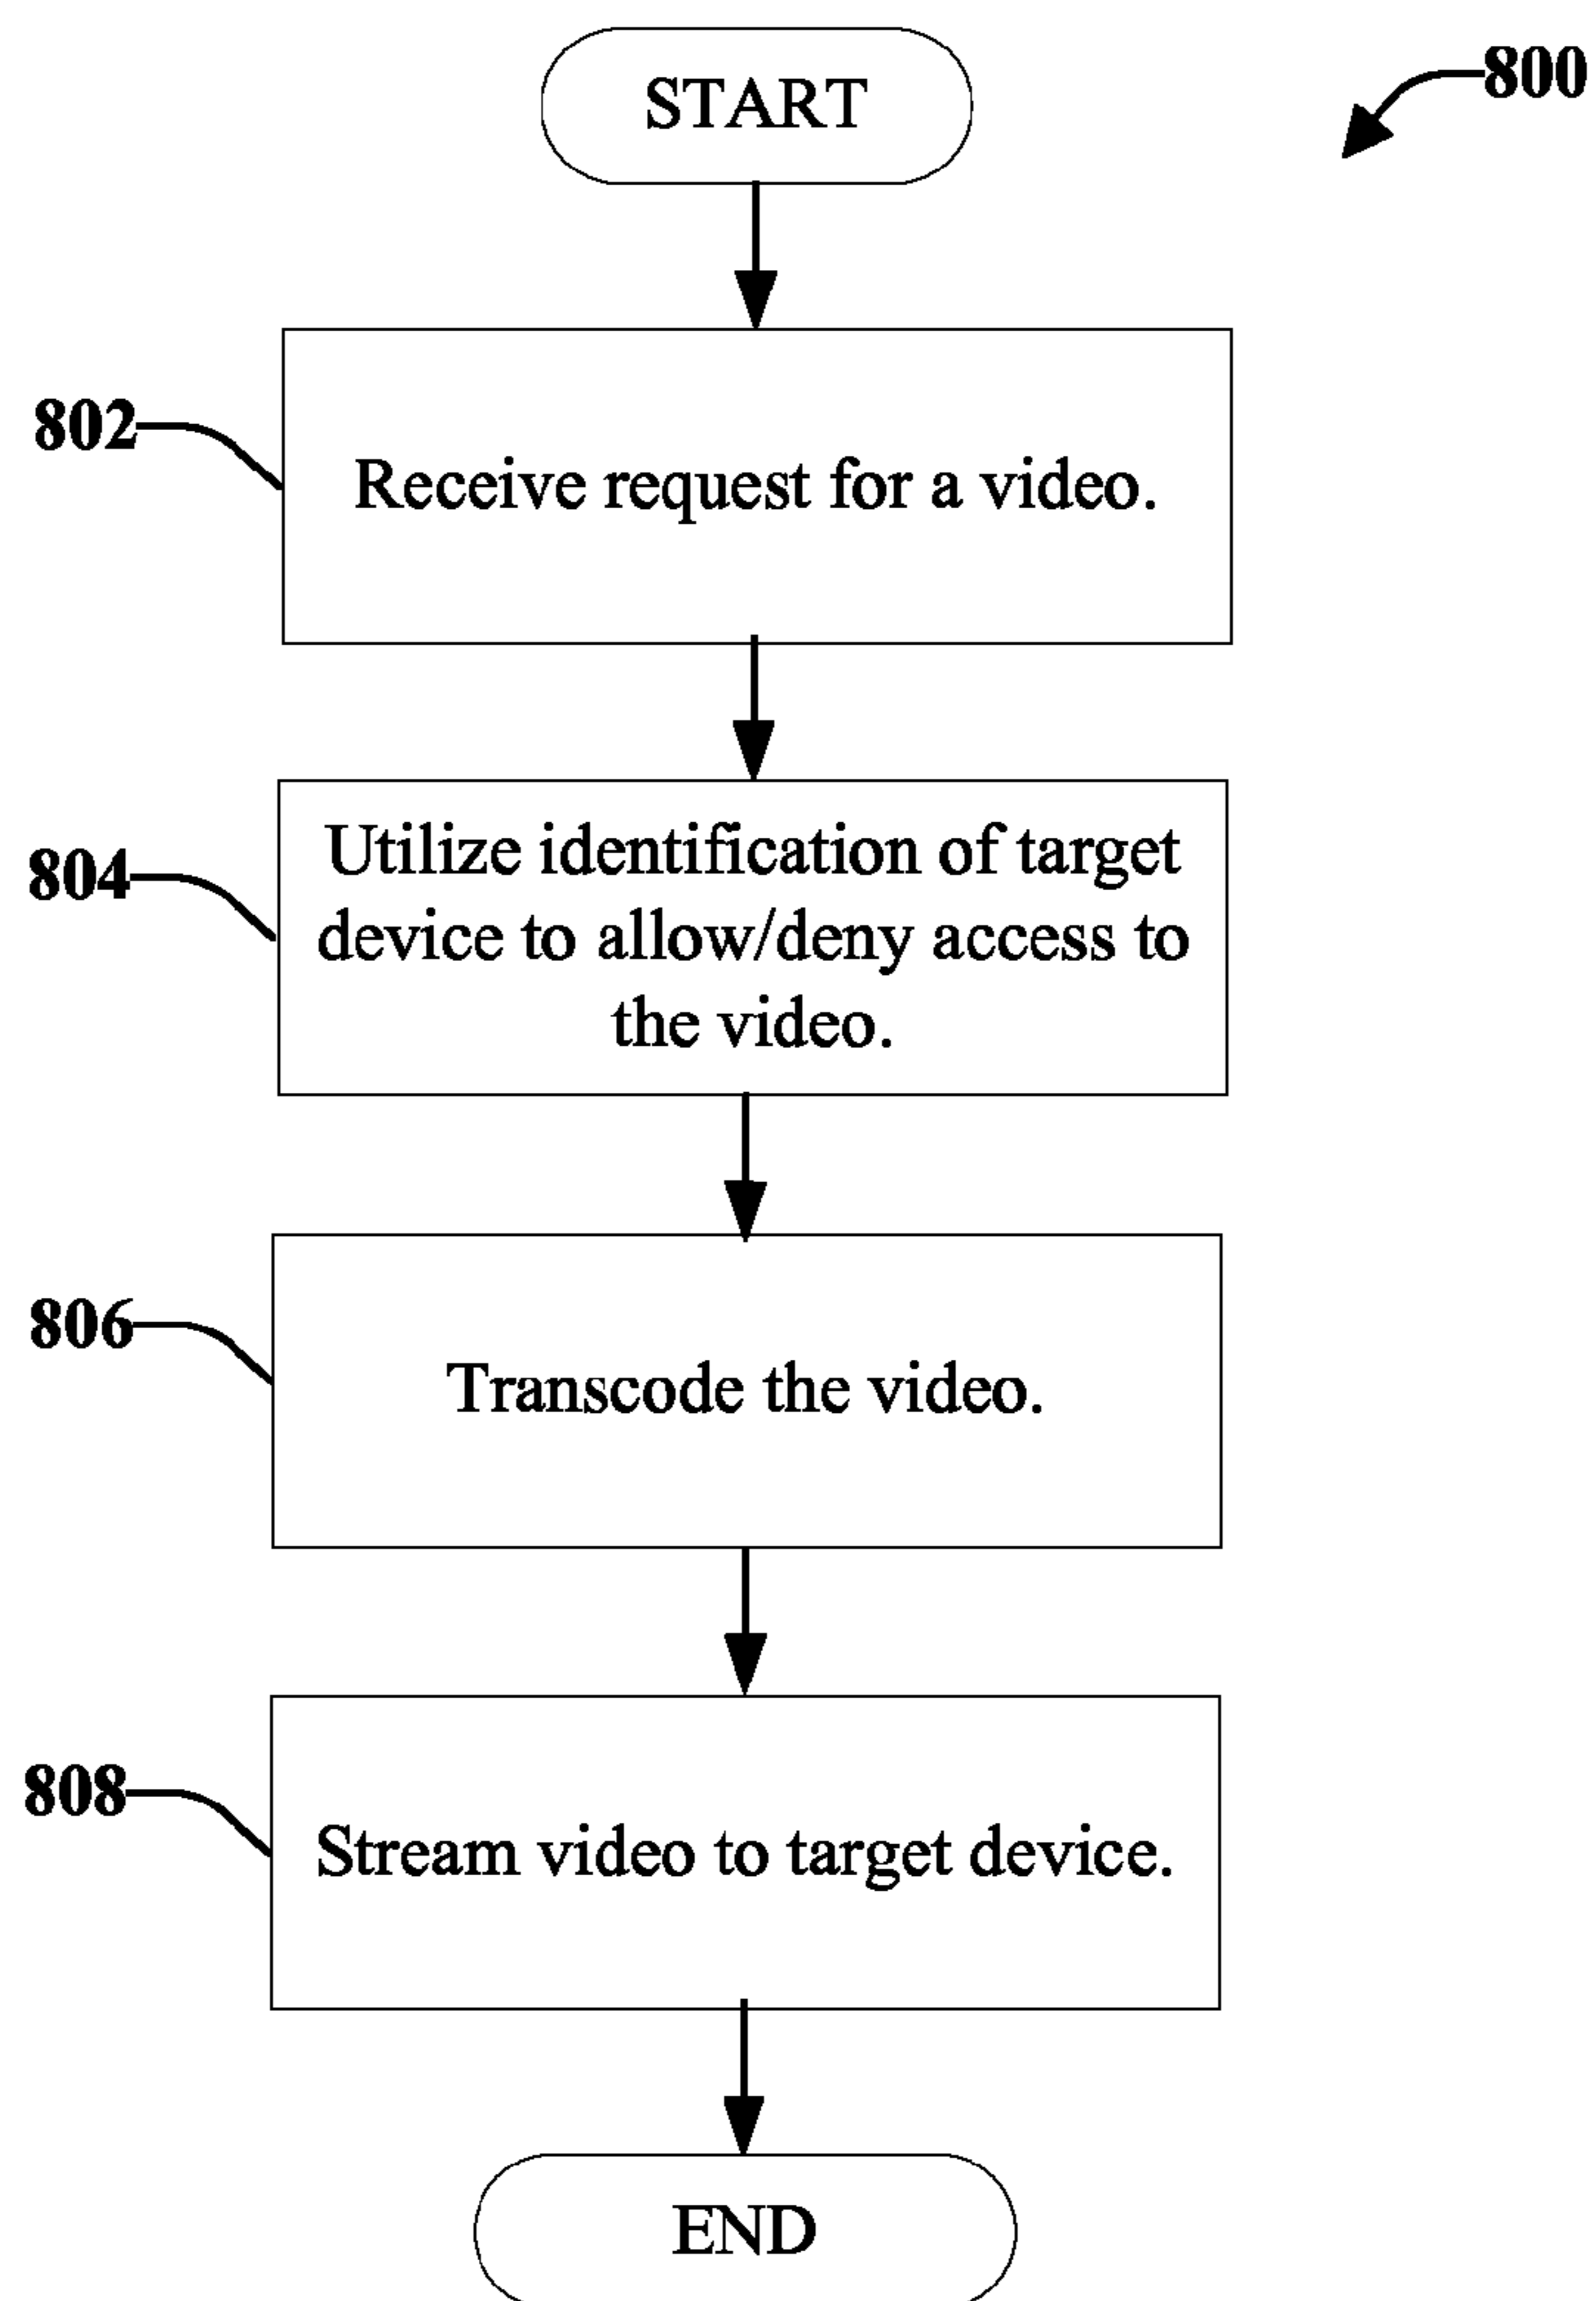 START
800
802
Receive request for a video.
804
Utilize identification of target
device to allow/deny access to
the video.
806
Transcode the video.
808
Stream video to target device.
END